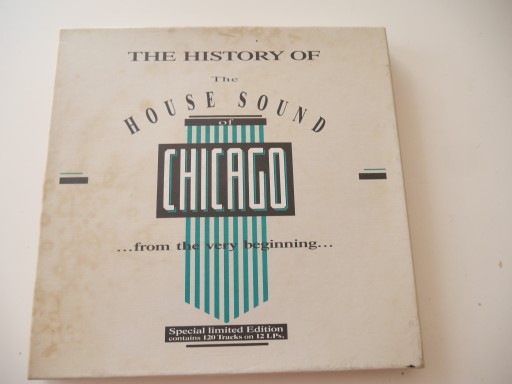 THE HISTORY OF
The
HOUSE SOUND
of
CHICAGO
...from the very beginning...
Special limited Edition
contains 120 Tracks on 12 LPs,